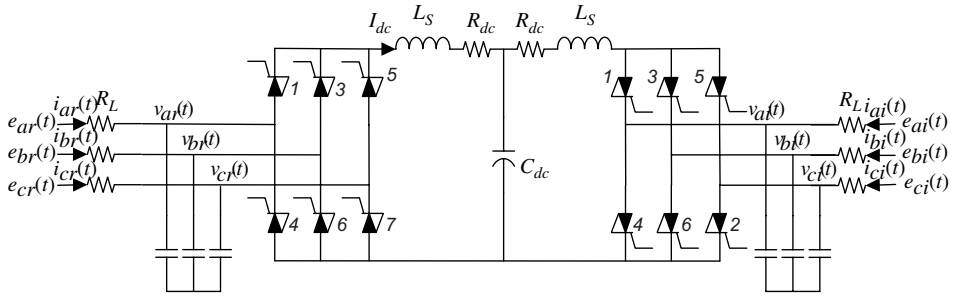 I_dc L_S R_dc R_dc L_S
1 3 5 1 3 5
i_ar(t) R_L v_ar(t) v_ai(t) R_L i_ai(t)
e_ar(t) e_ai(t)
i_br(t) v_br(t) v_bi(t) i_bi(t)
e_br(t) e_bi(t)
i_cr(t) v_cr(t) C_dc v_ci(t) i_ci(t)
e_cr(t) e_ci(t)
4 6 7 4 6 2